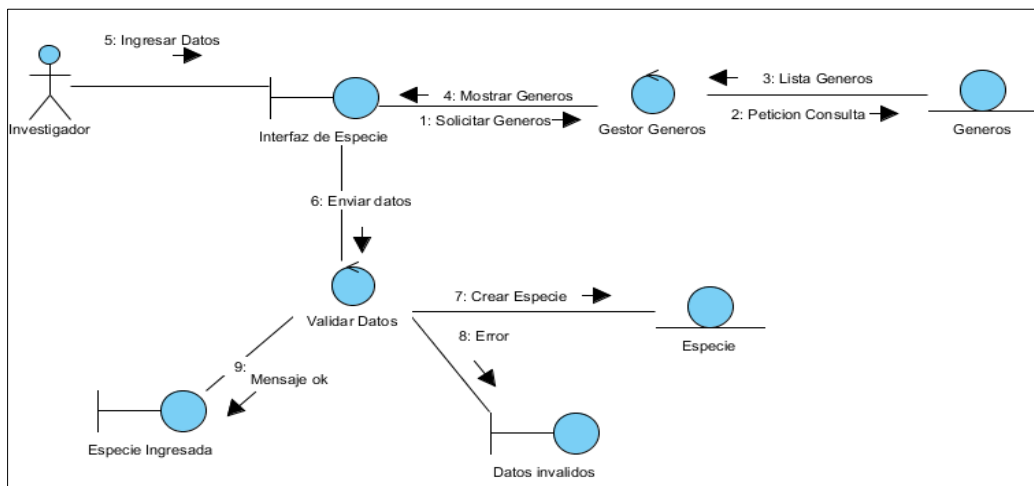 5: Ingresar Datos
Investigador
Interfaz de Especie
4: Mostrar Generos
1: Solicitar Generos
Gestor Generos
3: Lista Generos
2: Peticion Consulta
Generos
6: Enviar datos
Validar Datos
7: Crear Especie
Especie
8: Error
9:
Mensaje ok
Especie Ingresada
Datos invalidos